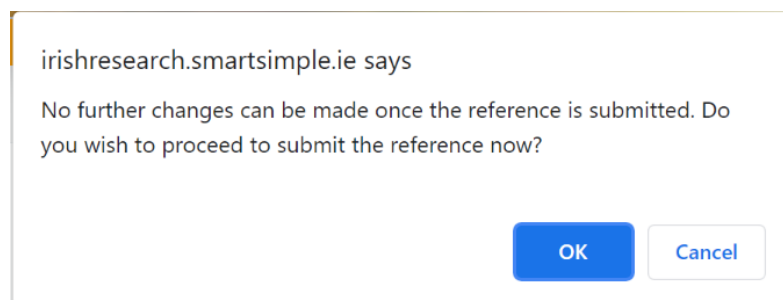 irishresearch.smartsimple.ie says
No further changes can be made once the reference is submitted. Do
you wish to proceed to submit the reference now?
OK
Cancel